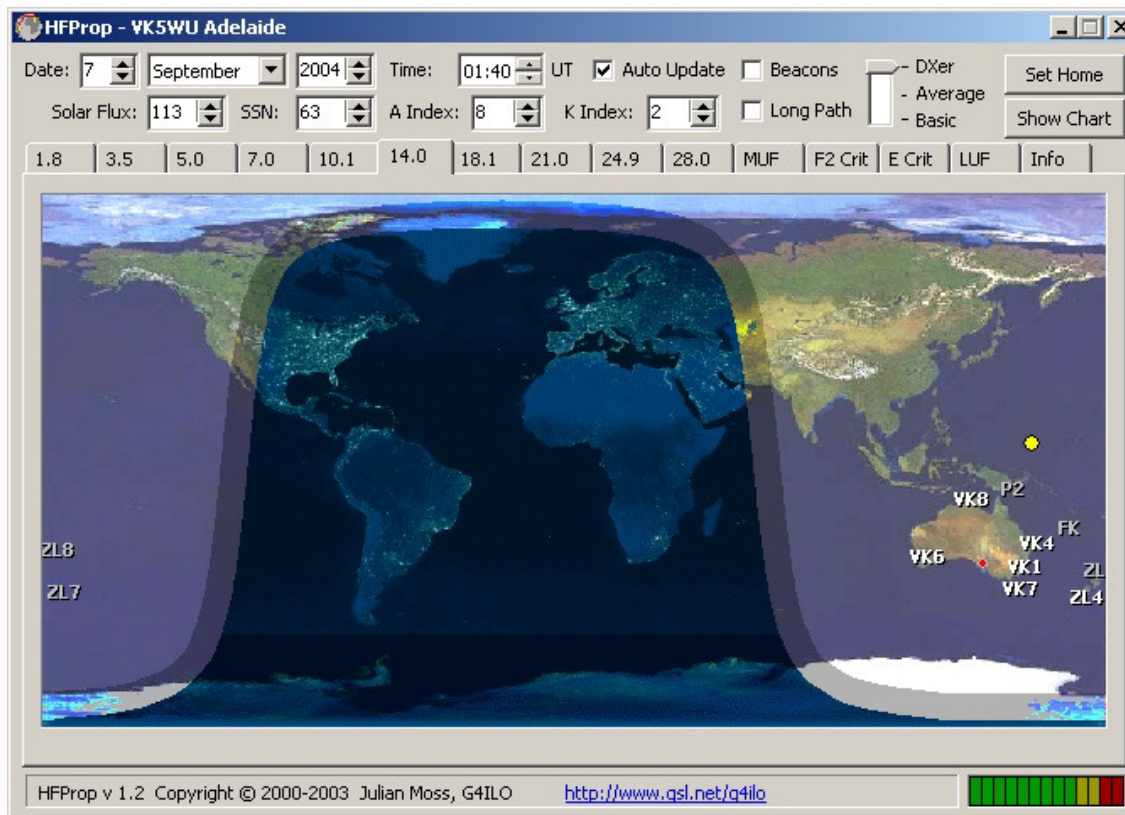 HFProp - VK5WU Adelaide
Date: 7 September 2004 Time: 01:40 UT Auto Update Beacons - DXer Set Home
- Average
Solar Flux: 113 SSN: 63 A Index: 8 K Index: 2 Long Path - Basic Show Chart
1.8 3.5 5.0 7.0 10.1 14.0 18.1 21.0 24.9 28.0 MUF F2 Crit E Crit LUF Info
P2
VK8
FK
VK4
ZL8
VK6
VK1
ZL
VK7
ZL7
ZL4
HFProp v 1.2 Copyright © 2000-2003 Julian Moss, G4ILO http://www.qsl.net/g4ilo